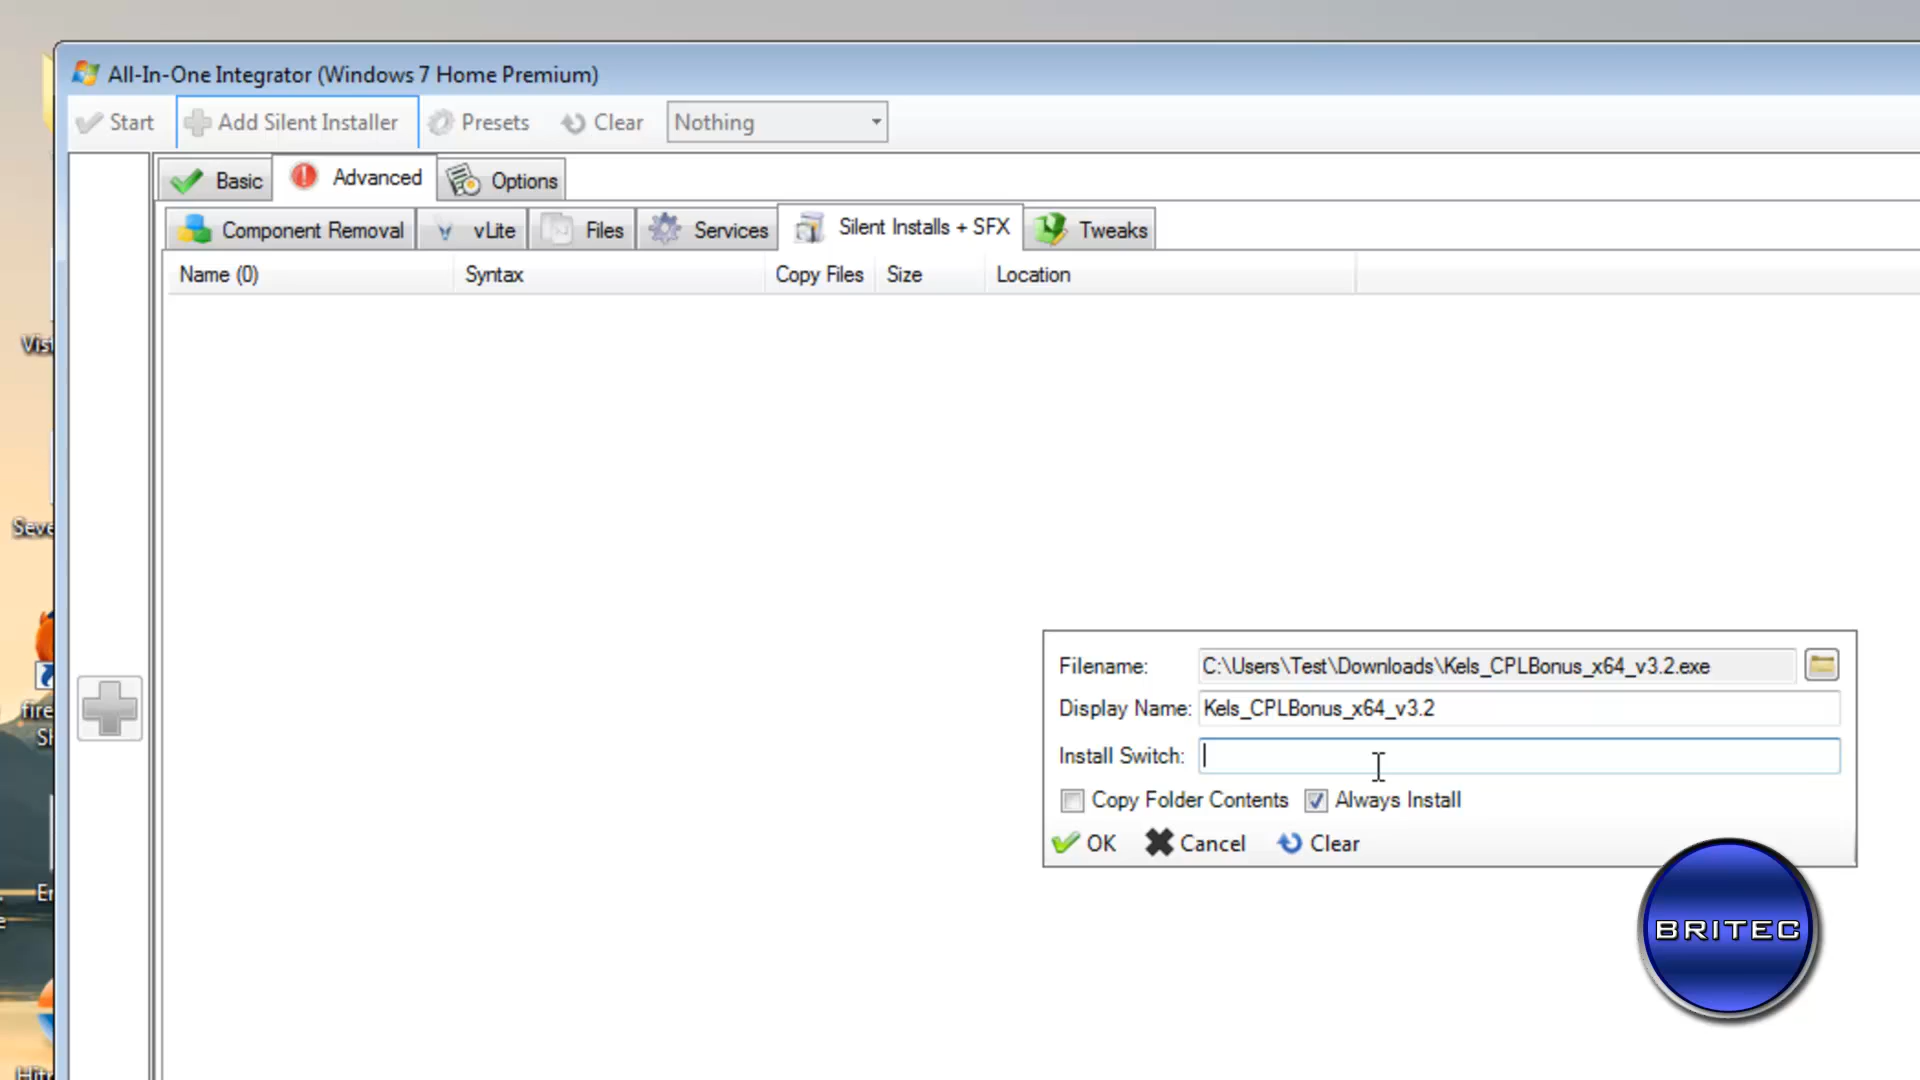 All-In-One Integrator (Windows 7 Home Premium)
Start Add Silent Installer Presets Clear Nothing
Basic Advanced Options
Component Removal vLite Files Services Silent Installs + SFX Tweaks
Name (0) Syntax Copy Files Size Location
Filename: C:\Users\Test\Downloads\Kels_CPLBonus_x64_v3.2.exe
Display Name: Kels_CPLBonus_x64_v3.2
Install Switch:
Copy Folder Contents Always Install
OK Cancel Clear
BRITEC